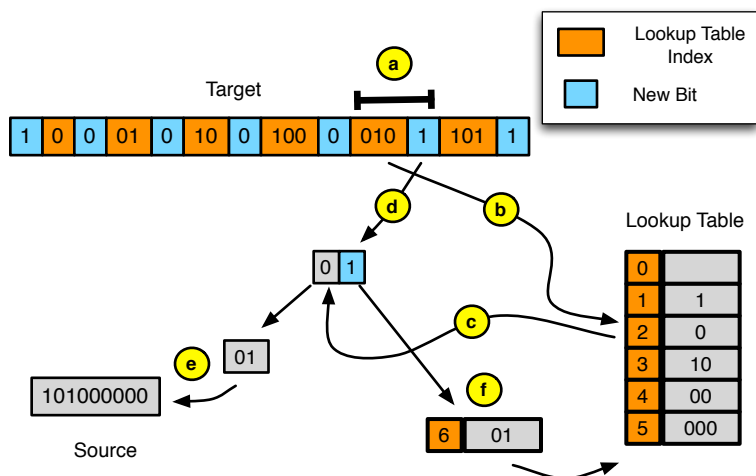 Lookup Table
Index
New Bit
a
Target
1 0 0 01 0 10 0 100 0 010 1 101 1
d
b
Lookup Table
0
1 1
2 0
3 10
4 00
5 000
0 1
c
e
01
f
101000000
6 01
Source